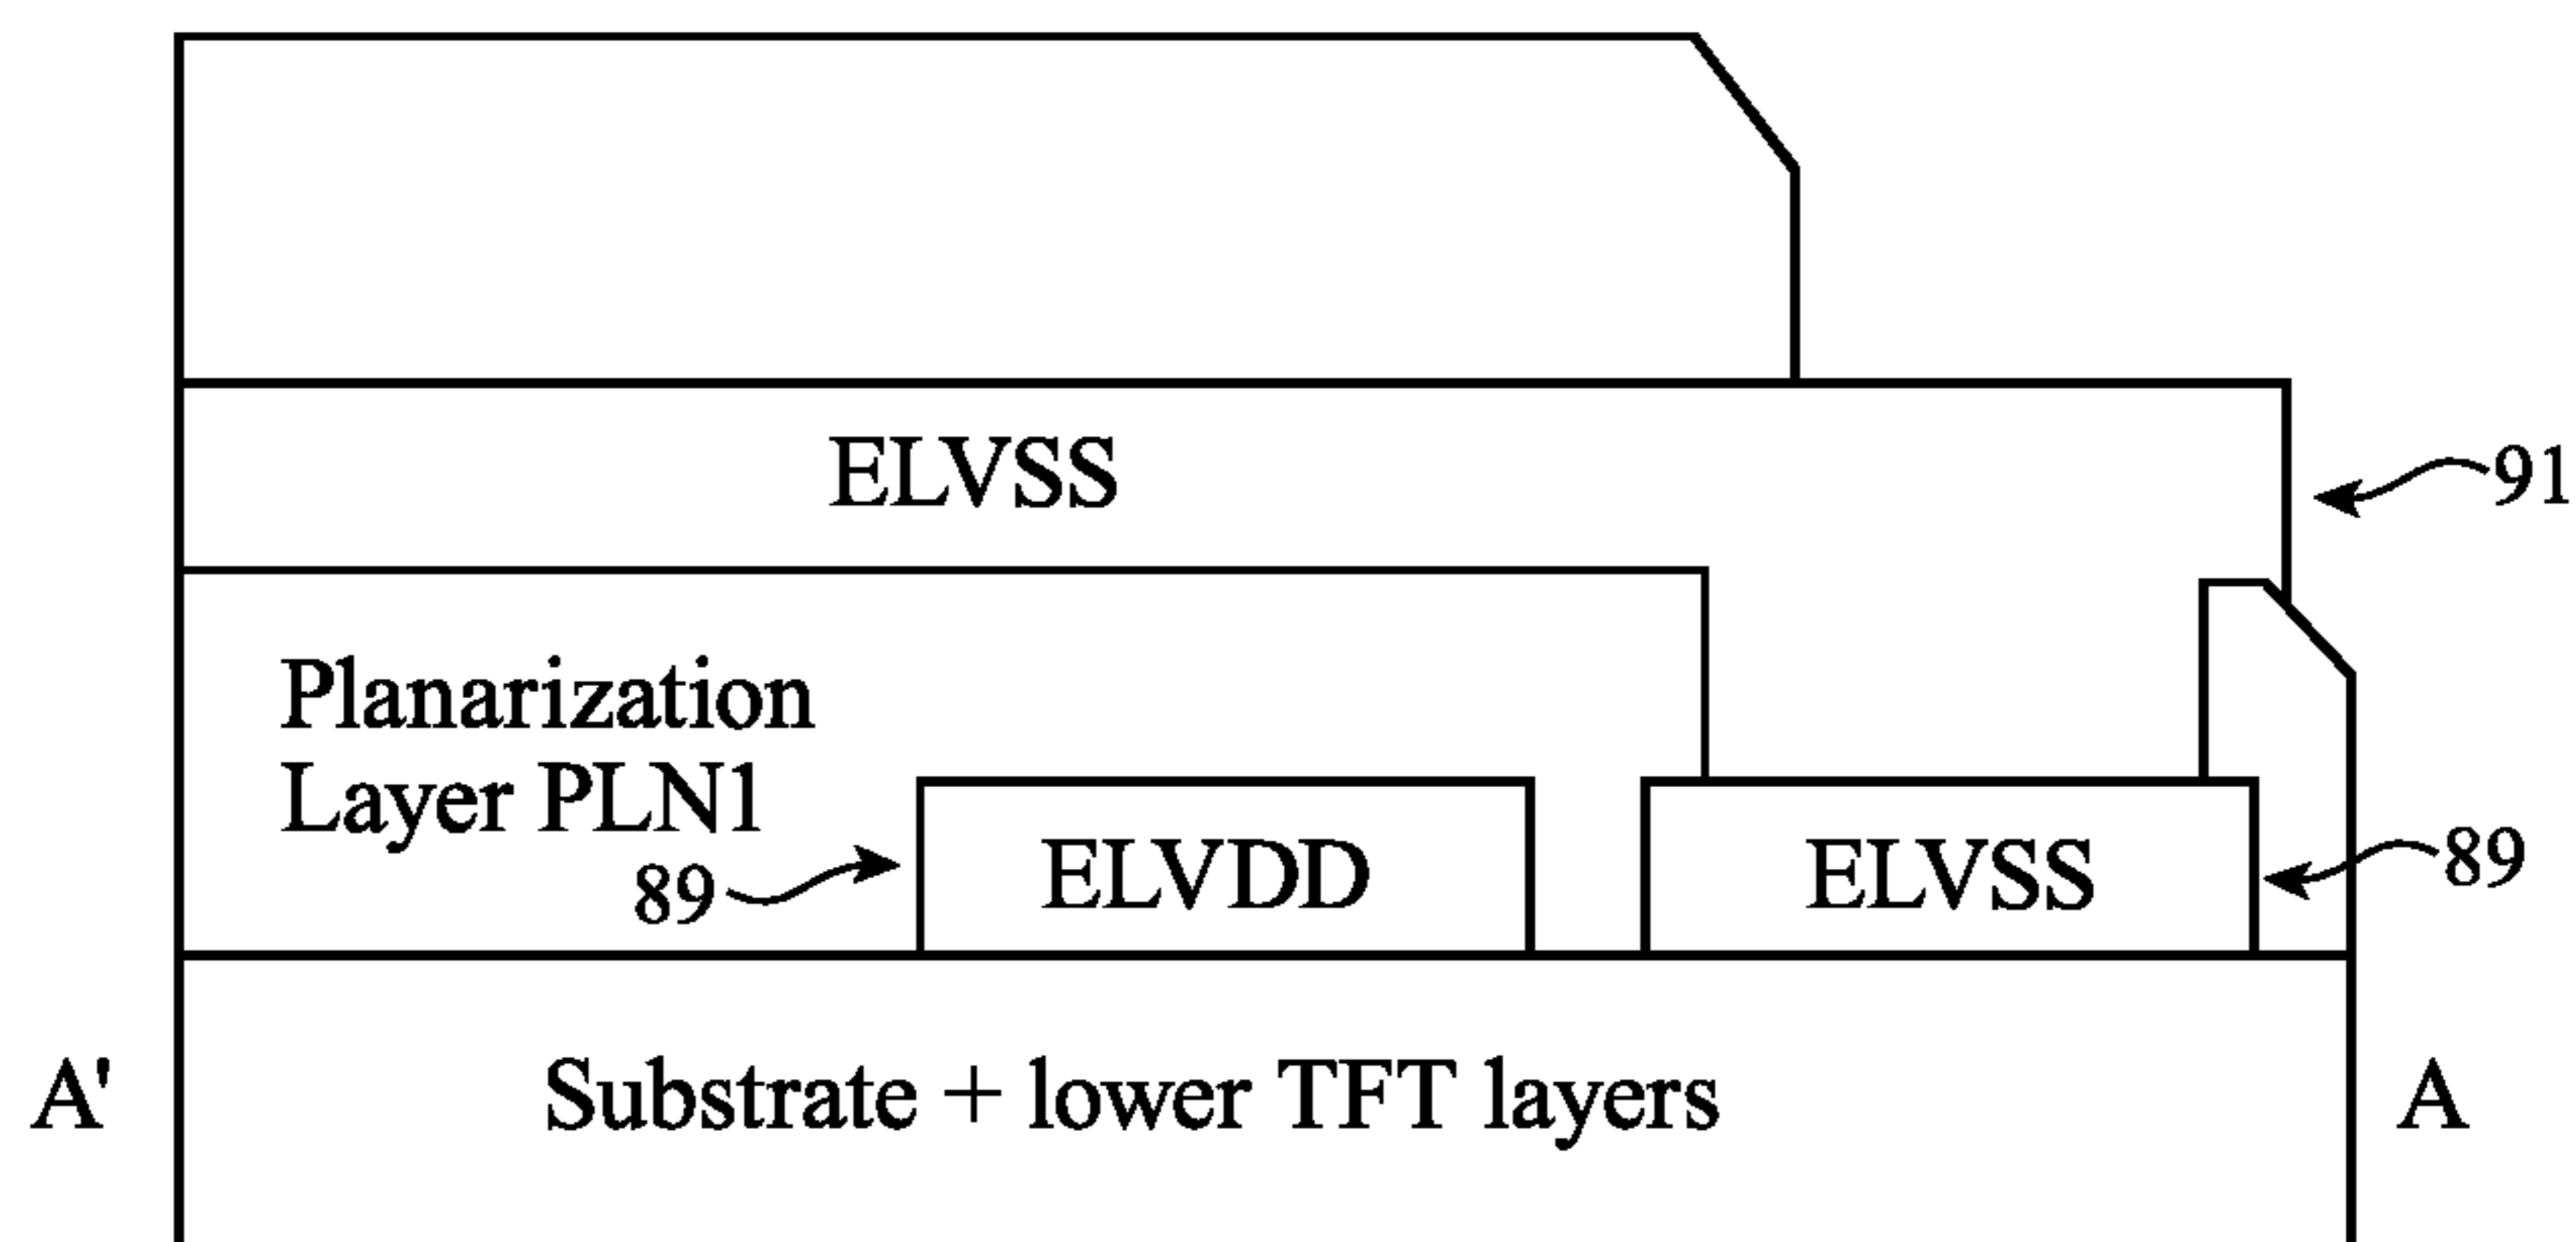 ELVSS
91
Planarization
Layer PLN1
89
ELVDD
ELVSS
89
A'
Substrate + lower TFT layers
A